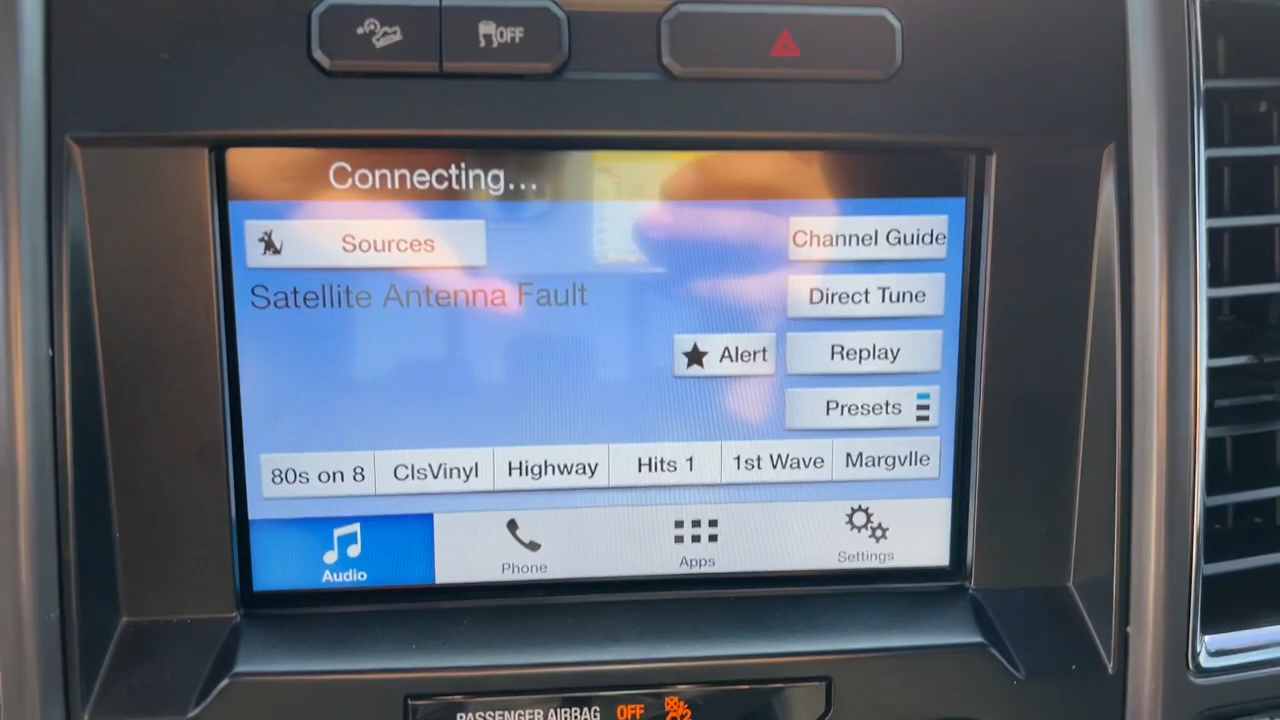 OFF
Connecting...
Sources
Channel Guide
Satellite Antenna Fault
Direct Tune
Alert
Replay
Presets
80s on 8
ClsVinyl
Highway
Hits 1
1st Wave
Margvlle
Audio
Phone
Apps
Settings
PASSENGER AIRBAG OFF